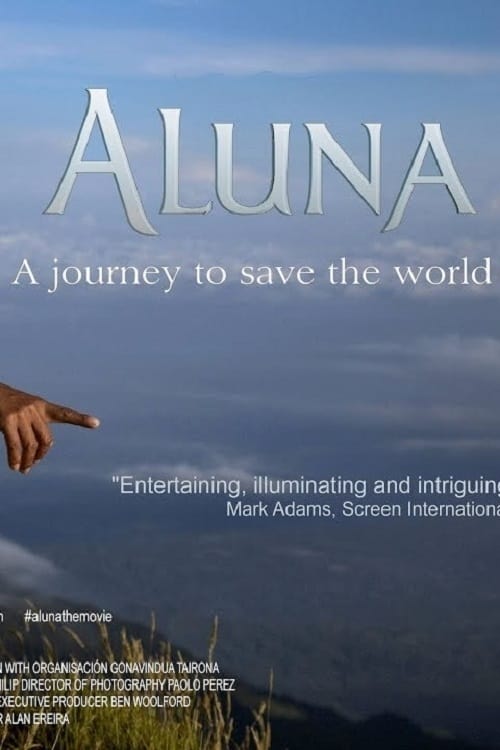 ALUNA
A journey to save the world
"Entertaining, illuminating and intriguing
Mark Adams, Screen International
#alunathemovie
WITH ORGANISACIÓN GONAVINDUA TAIRONA
DIRECTOR OF PHOTOGRAPHY PAOLO PEREZ
EXECUTIVE PRODUCER BEN WOOLFORD
ALAN EREIRA